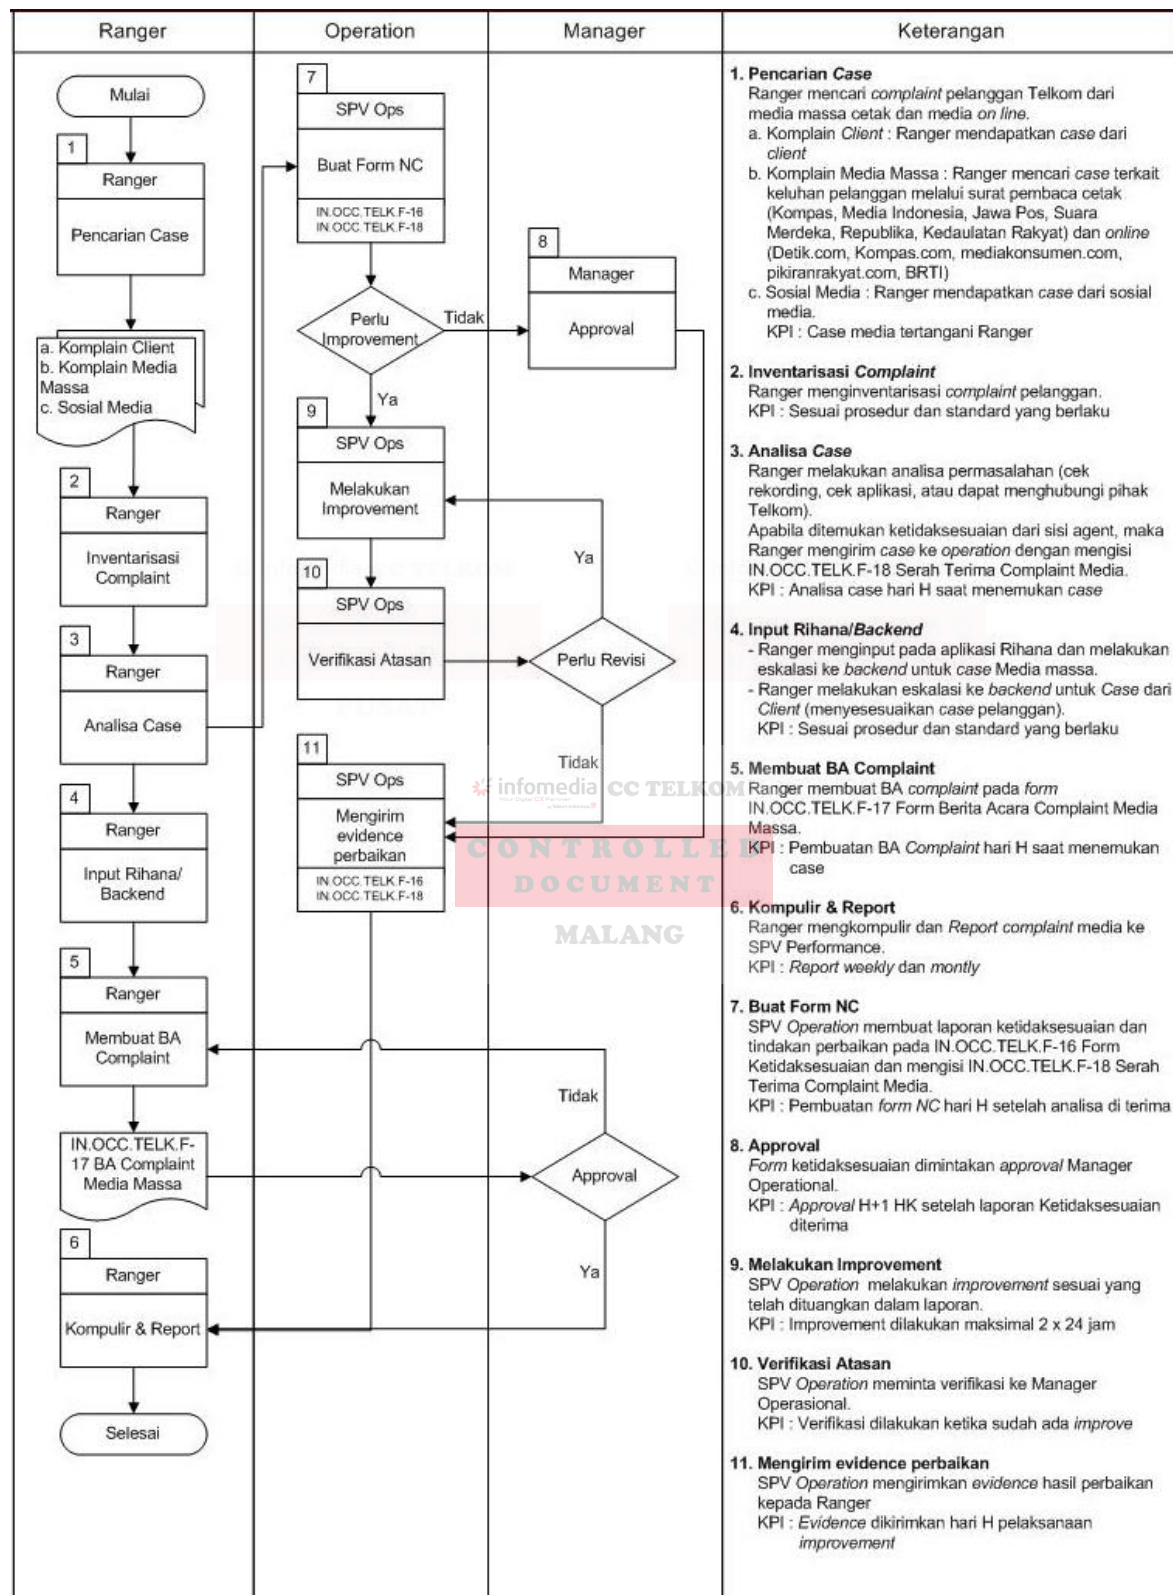 Ranger
Operation
Manager
Keterangan
Mulai
1
Ranger
Pencarian Case
a. Komplain Client
b. Komplain Media
Massa
c. Sosial Media
2
Ranger
Inventarisasi
Complaint
3
Ranger
Analisa Case
4
Ranger
Input Rihana/
Backend
5
Ranger
Membuat BA
Complaint
IN.OCC.TELK.F-
17 BA Complaint
Media Massa
6
Ranger
Kompulir & Report
Selesai
7
SPV Ops
Buat Form NC
IN.OCC.TELK.F-16
IN.OCC.TELK.F-18
Perlu
Improvement
Tidak
Ya
9
SPV Ops
Melakukan
Improvement
10
SPV Ops
Verifikasi Atasan
11
SPV Ops
Mengirim
evidence
perbaikan
IN.OCC.TELK.F-16
IN.OCC.TELK.F-18
8
Manager
Approval
Ya
Perlu Revisi
Tidak
Tidak
Approval
Ya
infomedia CC TELKOM
CONTROLLED
DOCUMENT
MALANG
1. Pencarian Case
Ranger mencari complaint pelanggan Telkom dari
media massa cetak dan media on line.
a. Komplain Client : Ranger mendapatkan case dari
client
b. Komplain Media Massa : Ranger mencari case terkait
keluhan pelanggan melalui surat pembaca cetak
(Kompas, Media Indonesia, Jawa Pos, Suara
Merdeka, Republika, Kedaulatan Rakyat) dan online
(Detik.com, Kompas.com, mediakonsumen.com,
pikiranrakyat.com, BRTI)
c. Sosial Media : Ranger mendapatkan case dari sosial
media.
KPI : Case media tertangani Ranger
2. Inventarisasi Complaint
Ranger menginventarisasi complaint pelanggan.
KPI : Sesuai prosedur dan standard yang berlaku
3. Analisa Case
Ranger melakukan analisa permasalahan (cek
rekording, cek aplikasi, atau dapat menghubungi pihak
Telkom).
Apabila ditemukan ketidaksesuaian dari sisi agent, maka
Ranger mengirim case ke operation dengan mengisi
IN.OCC.TELK.F-18 Serah Terima Complaint Media.
KPI : Analisa case hari H saat menemukan case
4. Input Rihana/Backend
- Ranger menginput pada aplikasi Rihana dan melakukan
eskalasi ke backend untuk case Media massa.
- Ranger melakukan eskalasi ke backend untuk Case dari
Client (menyesesuaikan case pelanggan).
KPI : Sesuai prosedur dan standard yang berlaku
5. Membuat BA Complaint
Ranger membuat BA complaint pada form
IN.OCC.TELK.F-17 Form Berita Acara Complaint Media
Massa.
KPI : Pembuatan BA Complaint hari H saat menemukan
case
6. Kompulir & Report
Ranger mengkompulir dan Report complaint media ke
SPV Performance.
KPI : Report weekly dan montly
7. Buat Form NC
SPV Operation membuat laporan ketidaksesuaian dan
tindakan perbaikan pada IN.OCC.TELK.F-16 Form
Ketidaksesuaian dan mengisi IN.OCC.TELK.F-18 Serah
Terima Complaint Media.
KPI : Pembuatan form NC hari H setelah analisa di terima
8. Approval
Form ketidaksesuaian dimintakan approval Manager
Operational.
KPI : Approval H+1 HK setelah laporan Ketidaksesuaian
diterima
9. Melakukan Improvement
SPV Operation melakukan improvement sesuai yang
telah dituangkan dalam laporan.
KPI : Improvement dilakukan maksimal 2 x 24 jam
10. Verifikasi Atasan
SPV Operation meminta verifikasi ke Manager
Operasional.
KPI : Verifikasi dilakukan ketika sudah ada improve
11. Mengirim evidence perbaikan
SPV Operation mengirimkan evidence hasil perbaikan
kepada Ranger
KPI : Evidence dikirimkan hari H pelaksanaan
improvement